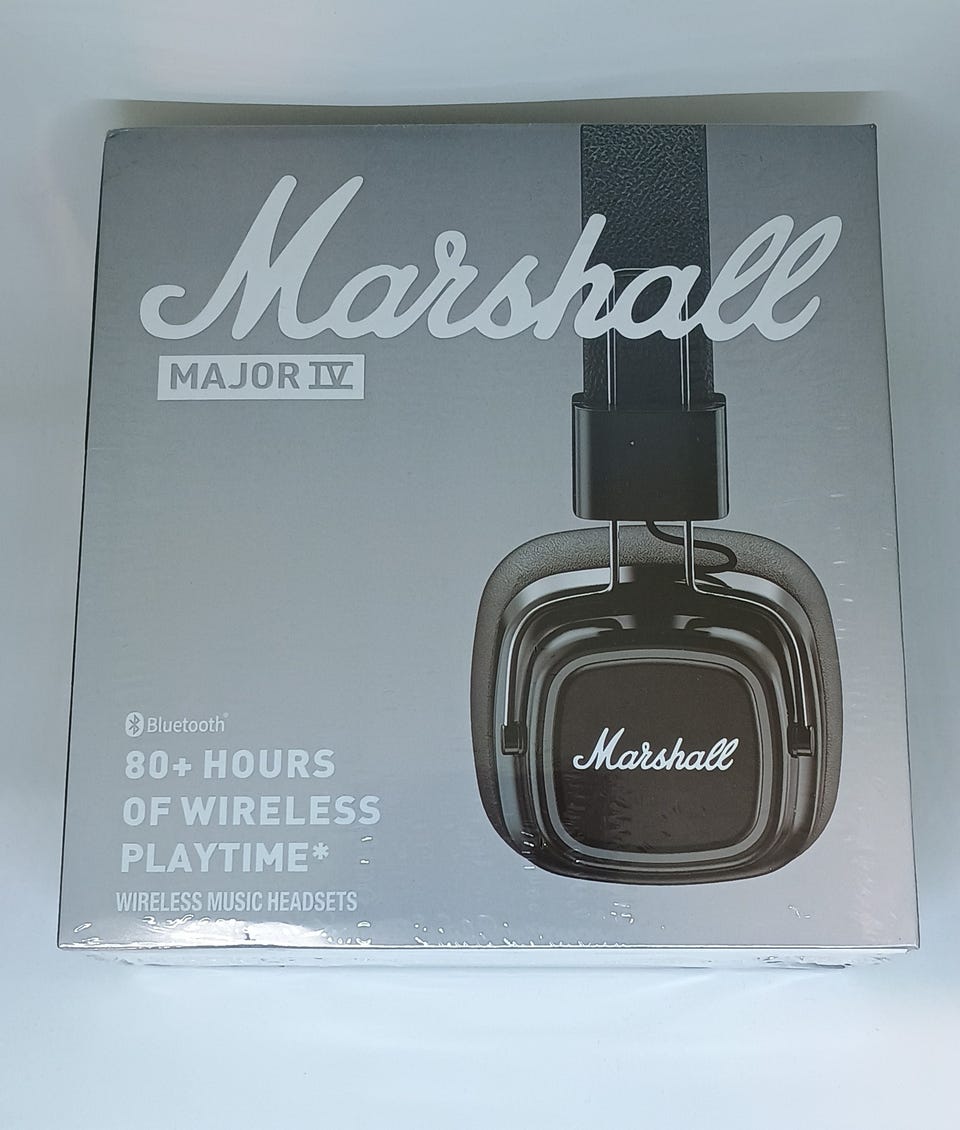 Marshall
MAJOR IV
Marshall
Bluetooth®
80+ HOURS
OF WIRELESS
PLAYTIME*
WIRELESS MUSIC HEADSETS